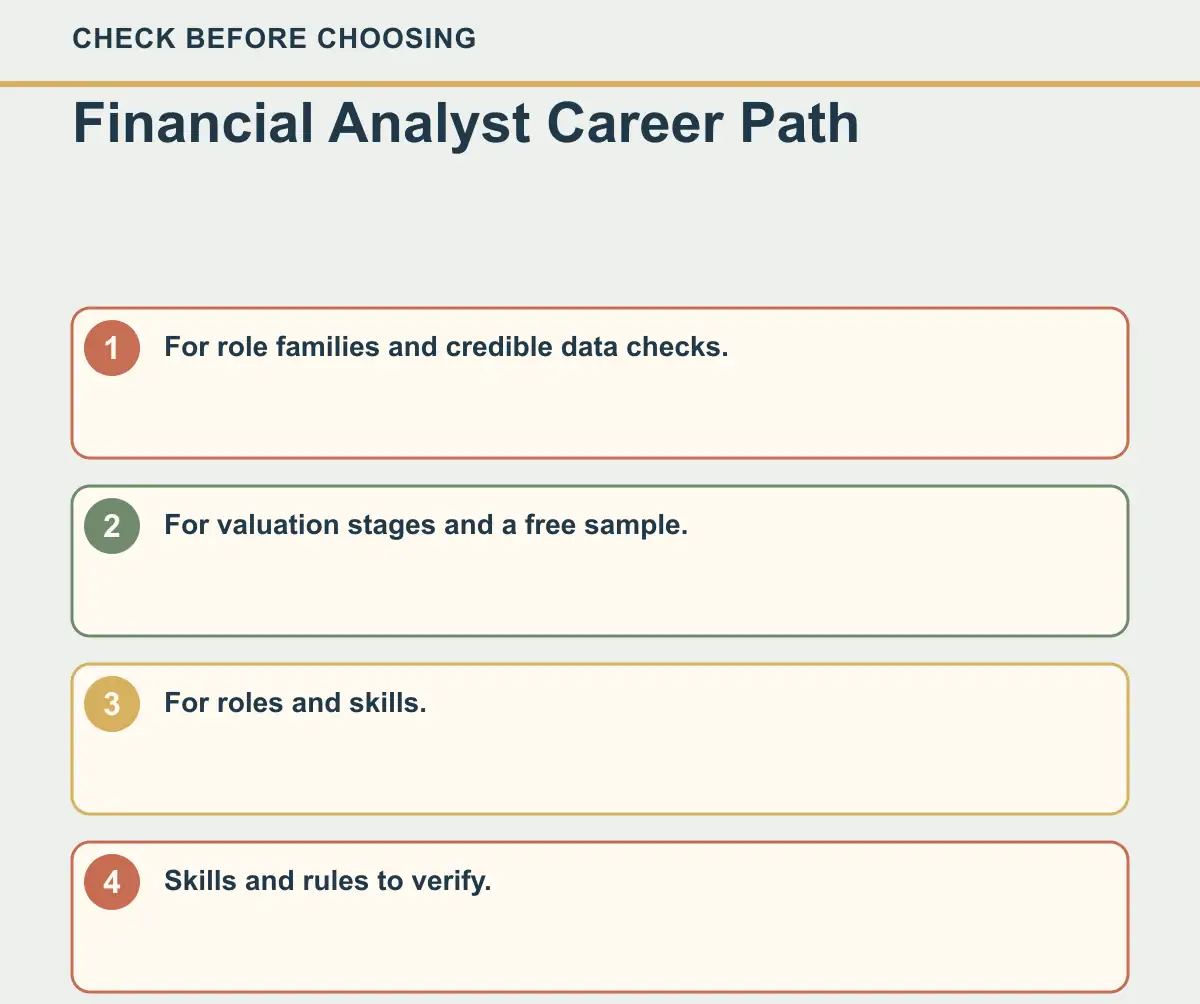 CHECK BEFORE CHOOSING
Financial Analyst Career Path
1 For role families and credible data checks.
2 For valuation stages and a free sample.
3 For roles and skills.
4 Skills and rules to verify.